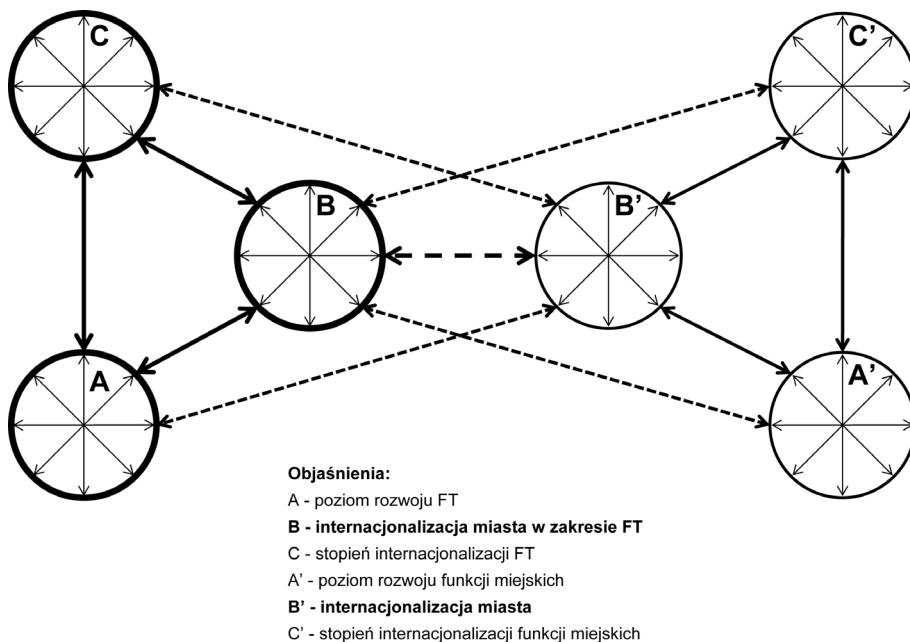 C
C'
B
B'
A
A'
Objaśnienia:
A - poziom rozwoju FT
B - internacjonalizacja miasta w zakresie FT
C - stopień internacjonalizacji FT
A' - poziom rozwoju funkcji miejskich
B' - internacjonalizacja miasta
C' - stopień internacjonalizacji funkcji miejskich